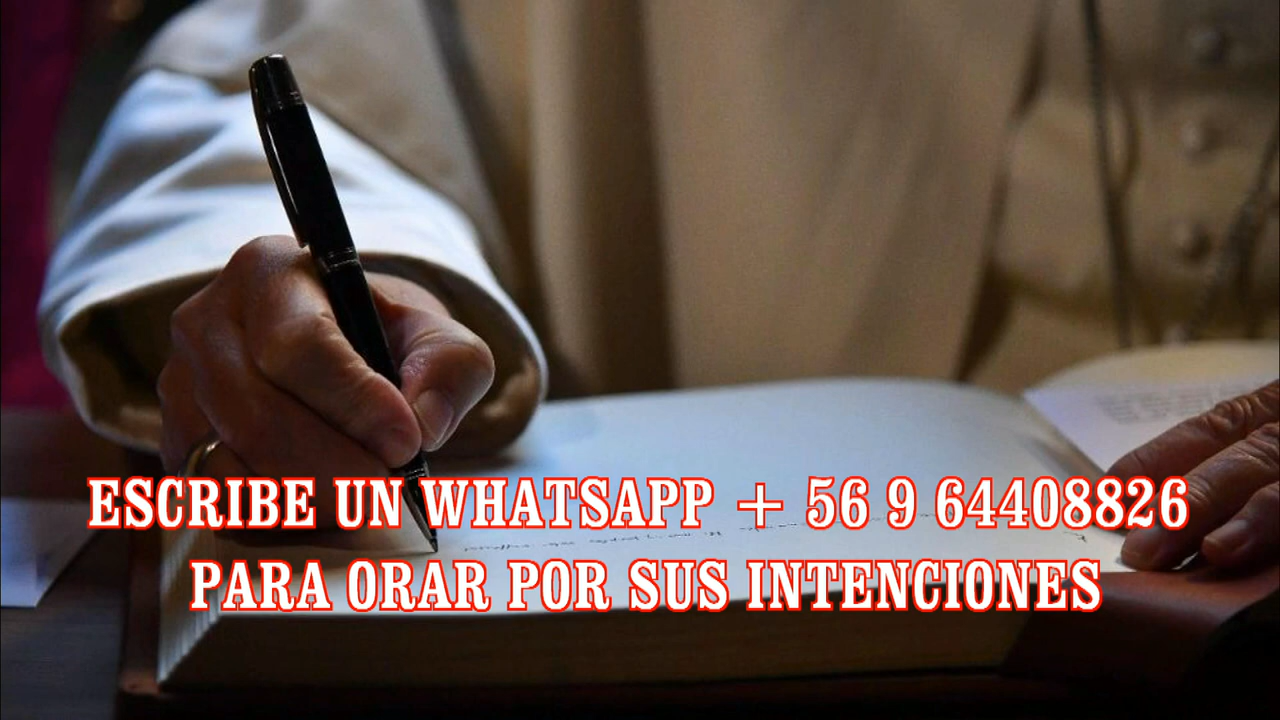 ESCRIBE UN WHATSAPP + 56 9 64408826
PARA ORAR POR SUS INTENCIONES